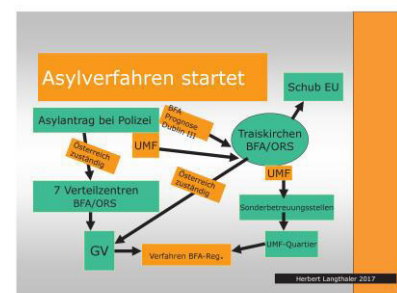 Asylverfahren startet
Schub EU
Asylantrag bei Polizei
BFA
Prognose
Dublin III
Traiskirchen
BFA/ORS
UMF
Österreich
zuständig
UMF
Österreich
zuständig
7 Verteilzentren
BFA/ORS
Sonderbetreuungsstellen
GV
Verfahren BFA-Reg.
UMF-Quartier
Herbert Langthaler 2017